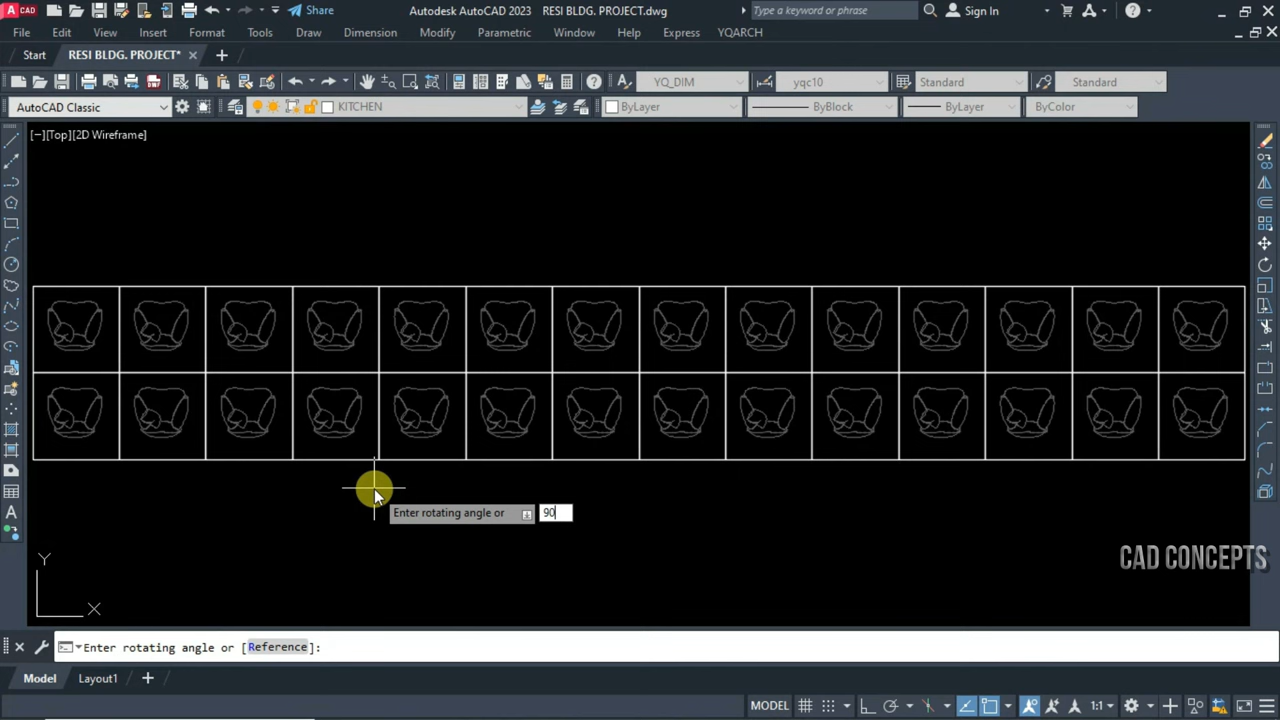 CAD
Share
Autodesk AutoCAD 2023 RESI BLDG. PROJECT.dwg
Type a keyword or phrase
Sign In
File Edit View Insert Format Tools Draw Dimension Modify Parametric Window Help Express YQARCH
Start RESI BLDG. PROJECT*
YQ_DIM yqc10 Standard Standard
AutoCAD Classic KITCHEN ByLayer ByBlock ByLayer ByColor
[−][Top][2D Wireframe]
Enter rotating angle or 90
CAD CONCEPTS
Y
X
Enter rotating angle or [Reference]:
Model Layout1
MODEL 1:1